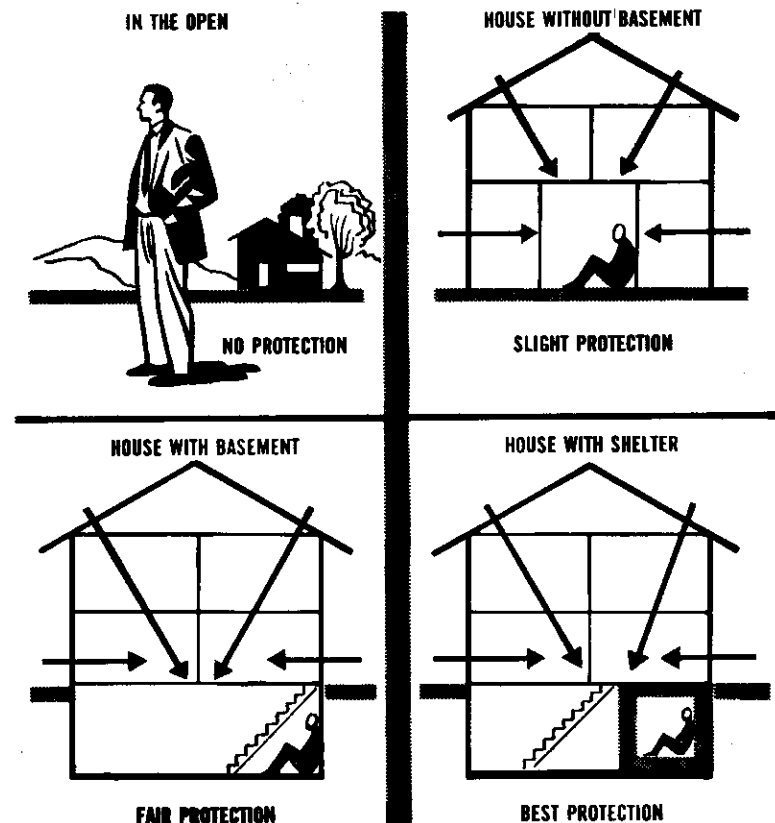 IN THE OPEN
NO PROTECTION
HOUSE WITHOUT BASEMENT
SLIGHT PROTECTION
HOUSE WITH BASEMENT
FAIR PROTECTION
HOUSE WITH SHELTER
BEST PROTECTION